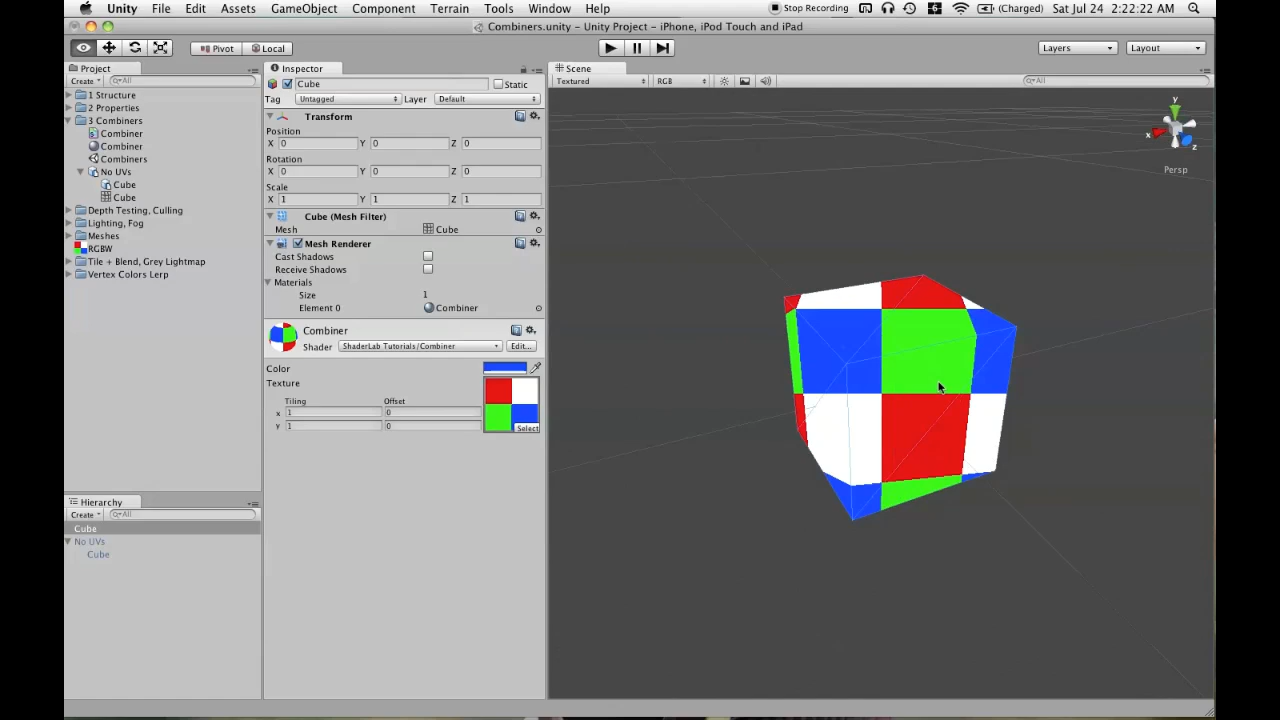 Unity File Edit Assets GameObject Component Terrain Tools Window Help Stop Recording 6 (Charged) Sat Jul 24 2:22:22 AM
Combiners.unity – Unity Project – iPhone, iPod Touch and iPad
Pivot Local Layers Layout
Project
Create All
1 Structure
2 Properties
3 Combiners
Combiner
Combiner
Combiners
No UVs
Cube
Cube
Depth Testing, Culling
Lighting, Fog
Meshes
RGBW
Tile + Blend, Grey Lightmap
Vertex Colors Lerp
Hierarchy
Create All
Cube
No UVs
Cube
Inspector
Cube Static
Tag Untagged Layer Default
Transform
Position
X 0 Y 0 Z 0
Rotation
X 0 Y 0 Z 0
Scale
X 1 Y 1 Z 1
Cube (Mesh Filter)
Mesh Cube
Mesh Renderer
Cast Shadows
Receive Shadows
Materials
Size 1
Element 0 Combiner
Combiner
Shader ShaderLab Tutorials/Combiner Edit...
Color
Texture
Tiling Offset
x 1 0
y 1 0
Select
Scene
Textured RGB All
y
x
z
Persp